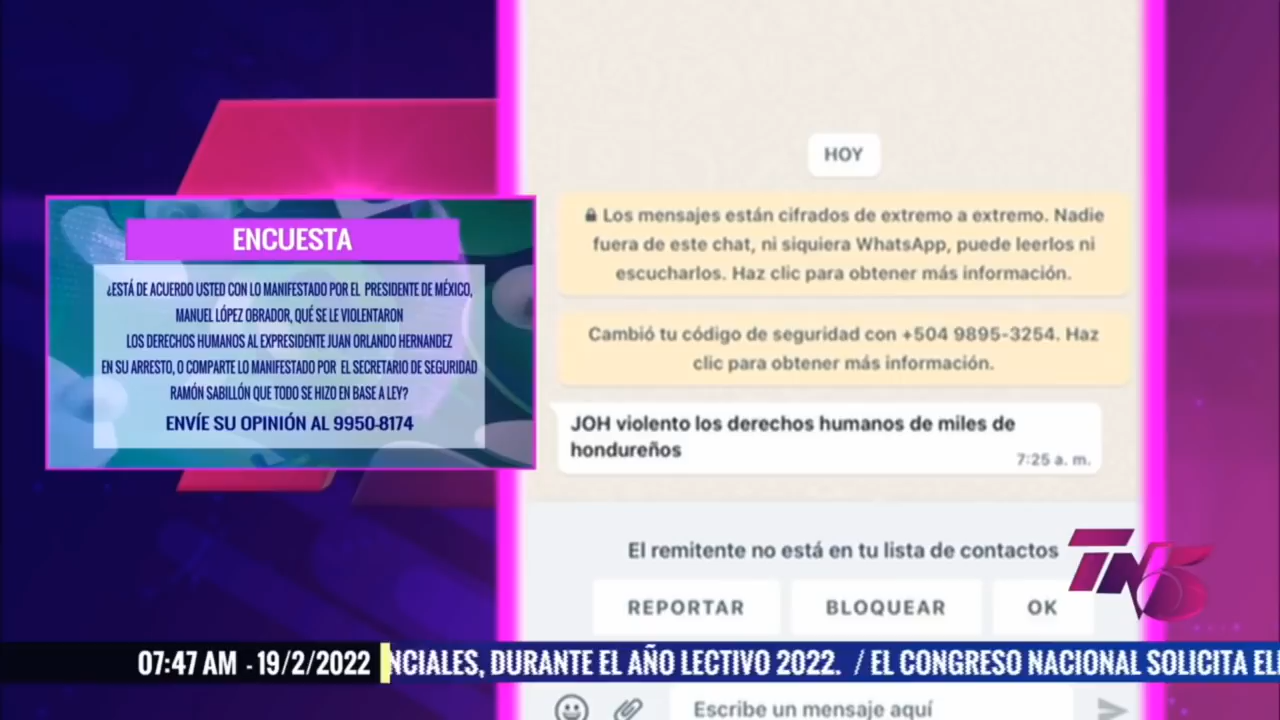 ENCUESTA
¿ESTÁ DE ACUERDO USTED CON LO MANIFESTADO POR EL PRESIDENTE DE MÉXICO,
MANUEL LÓPEZ OBRADOR, QUÉ SE LE VIOLENTARON
LOS DERECHOS HUMANOS AL EXPRESIDENTE JUAN ORLANDO HERNANDEZ
EN SU ARRESTO, O COMPARTE LO MANIFESTADO POR EL SECRETARIO DE SEGURIDAD
RAMÓN SABILLÓN QUE TODO SE HIZO EN BASE A LEY?
ENVÍE SU OPINIÓN AL 9950-8174
HOY
Los mensajes están cifrados de extremo a extremo. Nadie
fuera de este chat, ni siquiera WhatsApp, puede leerlos ni
escucharlos. Haz clic para obtener más información.
Cambió tu código de seguridad con +504 9895-3254. Haz
clic para obtener más información.
JOH violento los derechos humanos de miles de
hondureños
7:25 a. m.
El remitente no está en tu lista de contactos
REPORTAR BLOQUEAR OK
TN5
07:47 AM - 19/2/2022 NCIALES, DURANTE EL AÑO LECTIVO 2022. / EL CONGRESO NACIONAL SOLICITA EL
Escribe un mensaje aquí